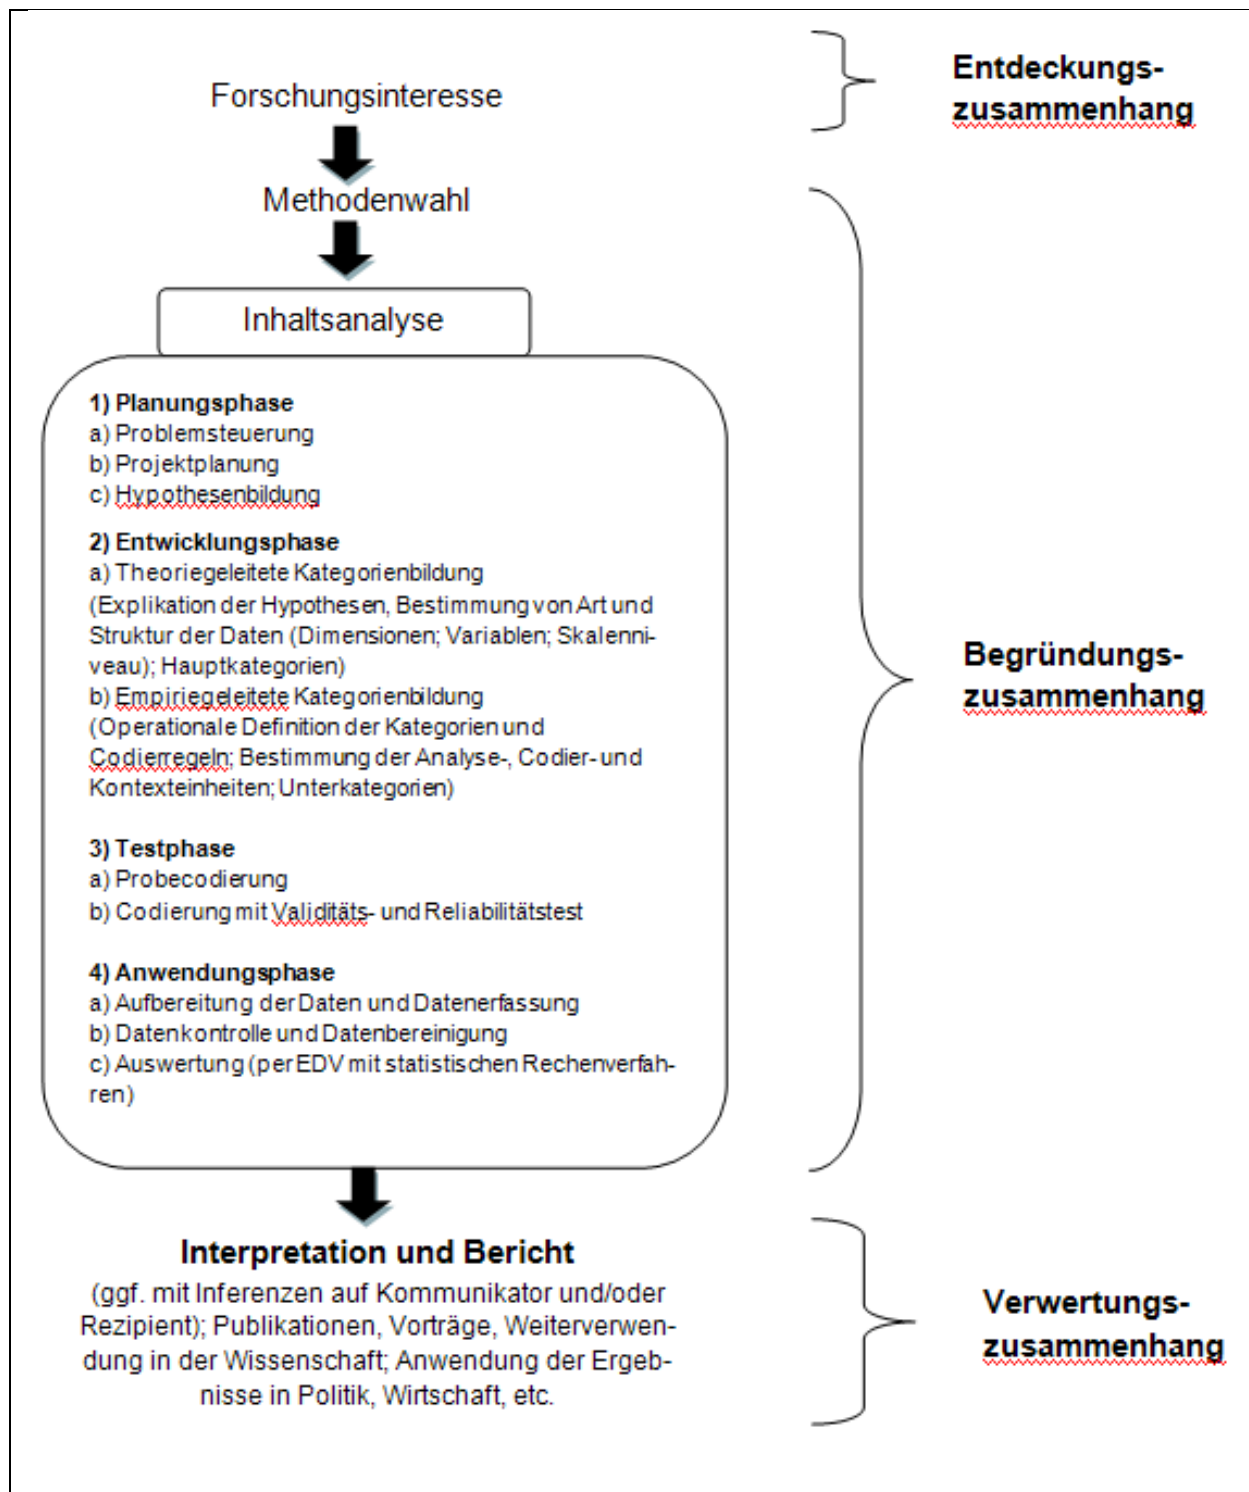 Forschungsinteresse
Entdeckungs-
zusammenhang
Methodenwahl
Inhaltsanalyse
1) Planungsphase
a) Problemsteuerung
b) Projektplanung
c) Hypothesenbildung
2) Entwicklungsphase
a) Theoriegeleitete Kategorienbildung
(Explikation der Hypothesen, Bestimmung von Art und
Struktur der Daten (Dimensionen; Variablen; Skalenni-
veau); Hauptkategorien)
b) Empiriegeleitete Kategorienbildung
(Operationale Definition der Kategorien und
Codierregeln; Bestimmung der Analyse-, Codier- und
Kontexteinheiten; Unterkategorien)
3) Testphase
a) Probecodierung
b) Codierung mit Validitäts- und Reliabilitätstest
4) Anwendungsphase
a) Aufbereitung der Daten und Datenerfassung
b) Datenkontrolle und Datenbereinigung
c) Auswertung (per EDV mit statistischen Rechenverfah-
ren)
Begründungs-
zusammenhang
Interpretation und Bericht
(ggf. mit Inferenzen auf Kommunikator und/oder
Rezipient); Publikationen, Vorträge, Weiterverwen-
dung in der Wissenschaft; Anwendung der Ergeb-
nisse in Politik, Wirtschaft, etc.
Verwertungs-
zusammenhang